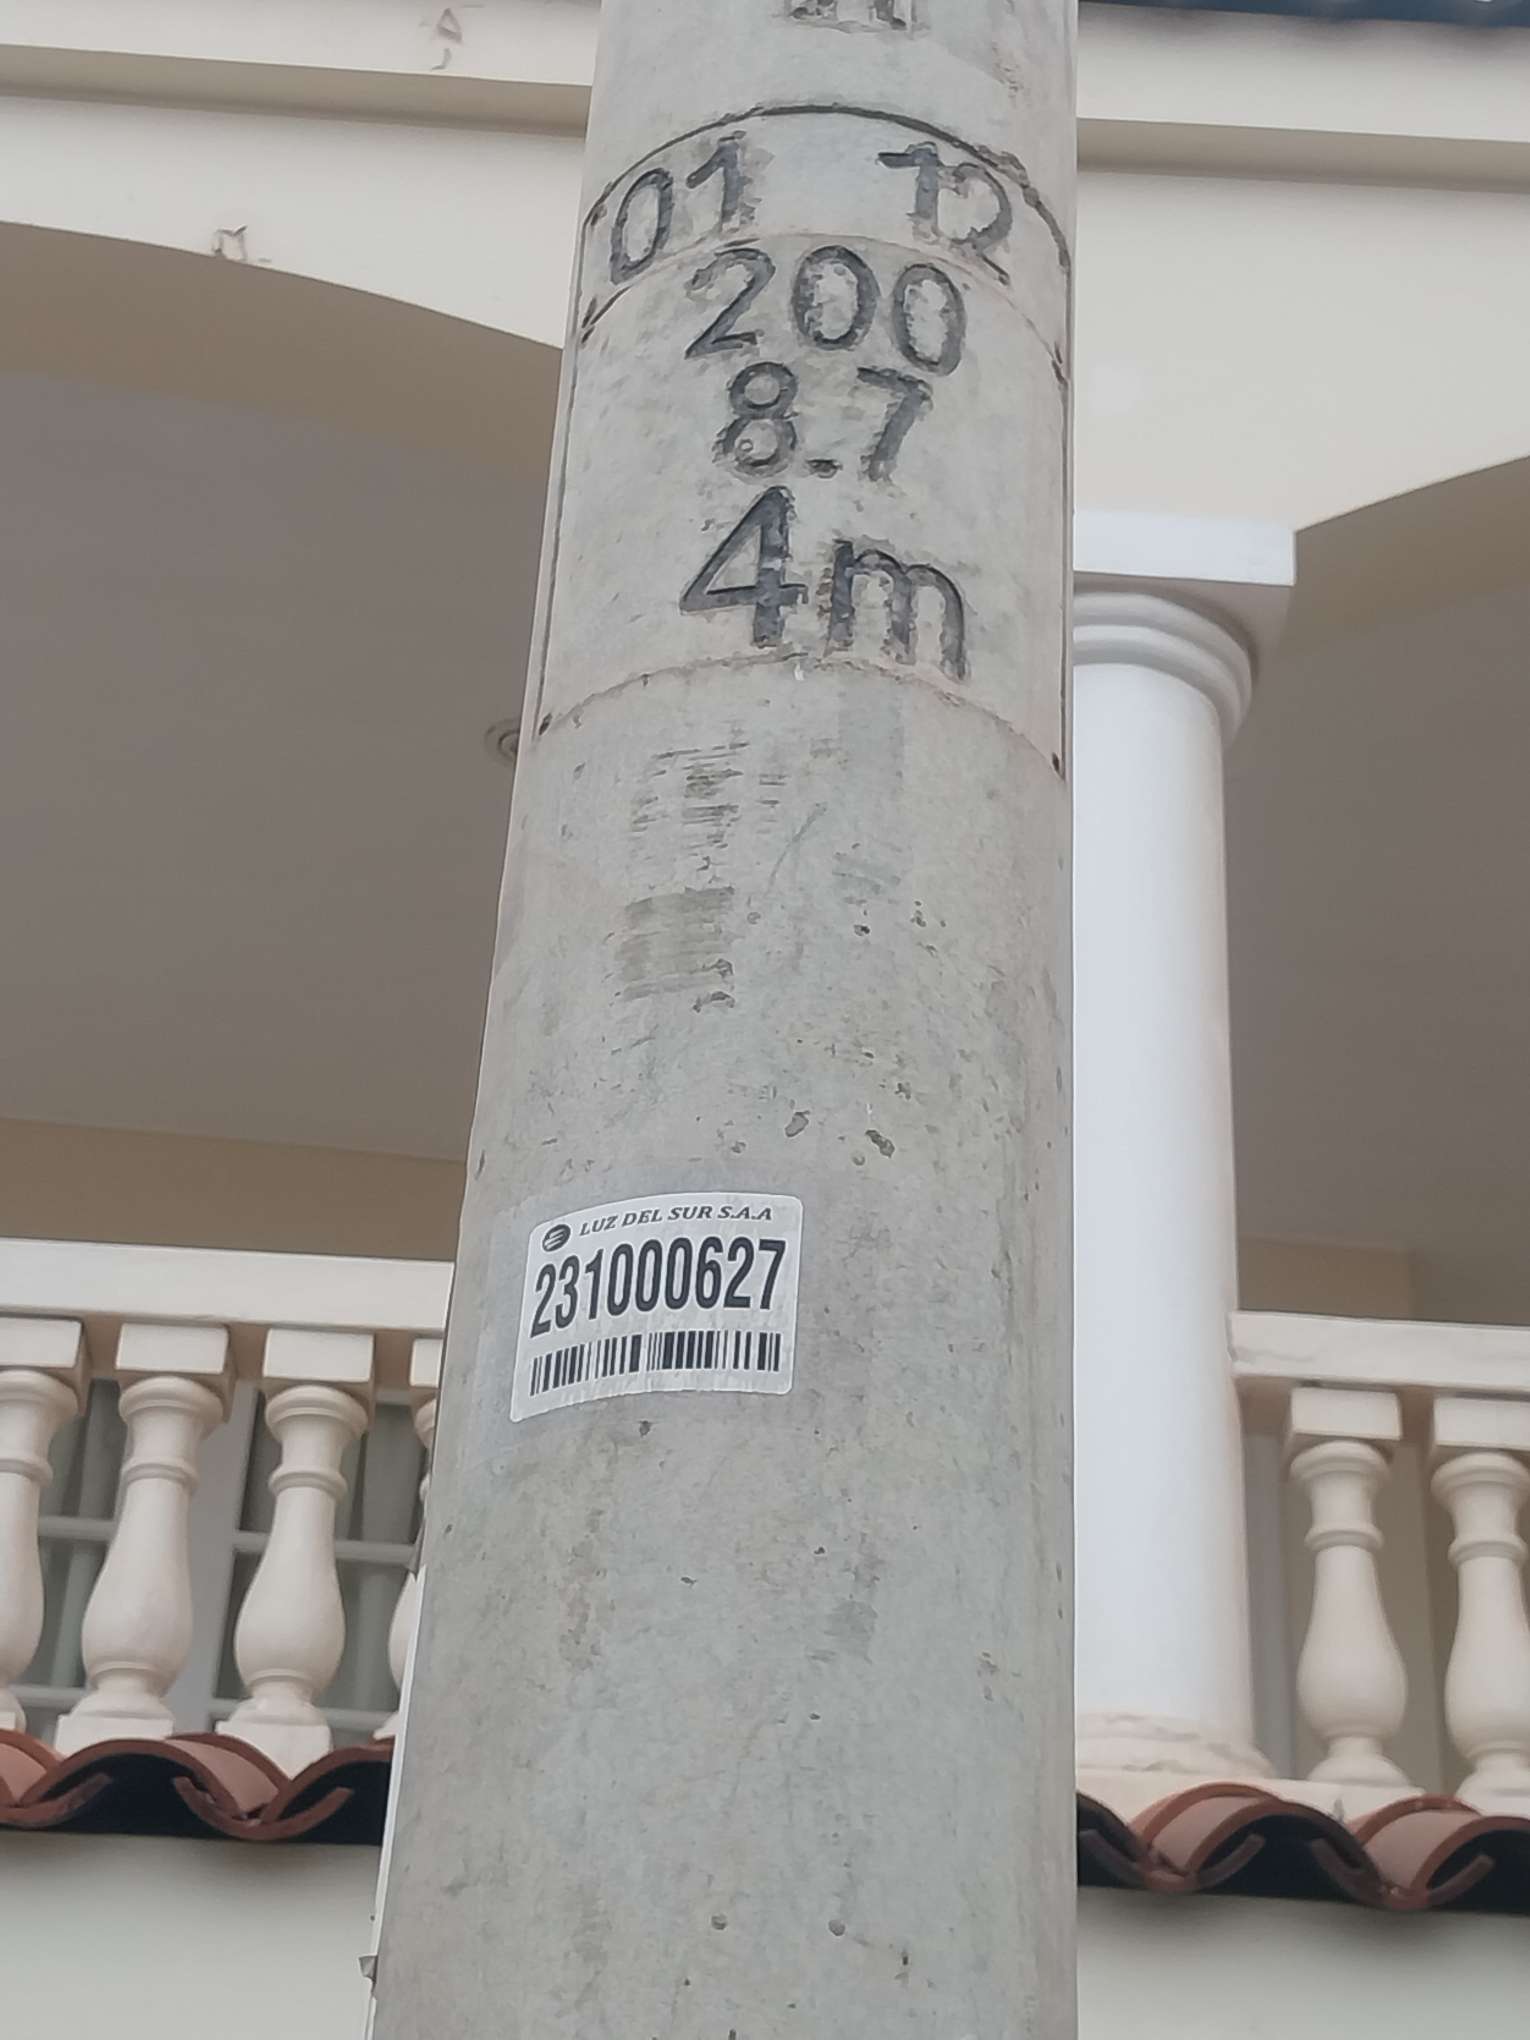 01 12
200
8.7
4m
LUZ DEL SUR S.A.A
231000627